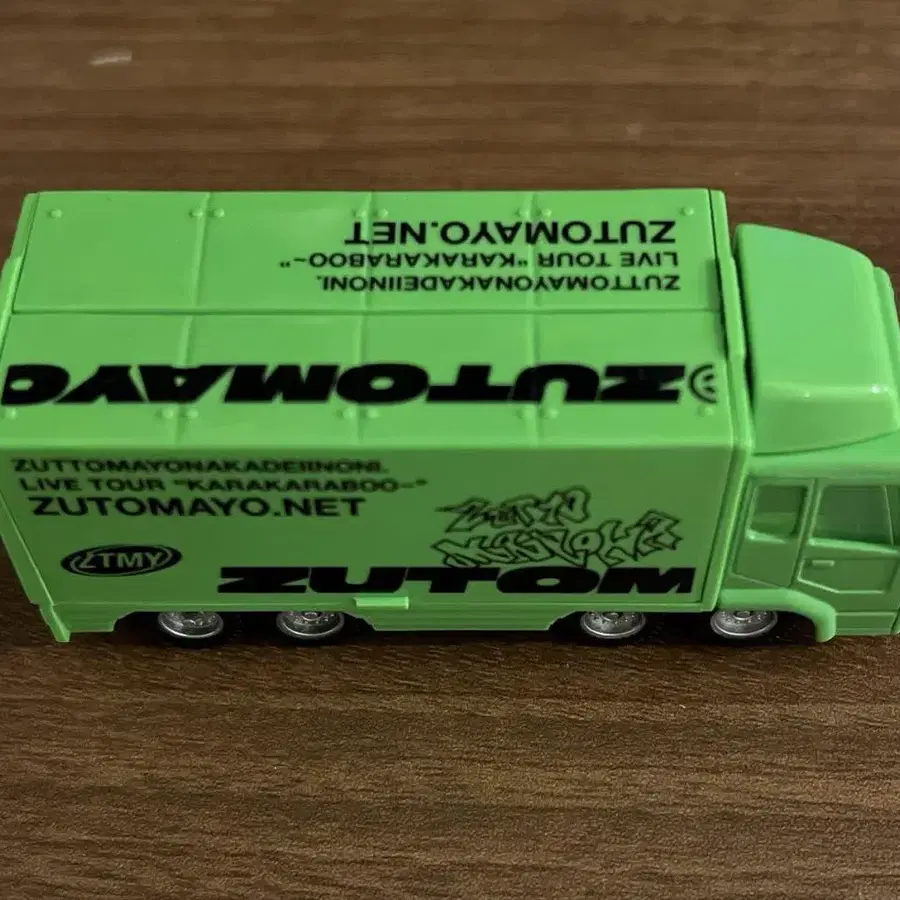 ZUTOMAYO.NET
LIVE TOUR "KARAKARABOO~"
ZUTTOMAYONAKADEIINONI.
ZUTOMAYO
ZUTTOMAYONAKADEIINONI.
LIVE TOUR "KARAKARABOO~"
ZUTOMAYO.NET
ZTMY
ZUTOM